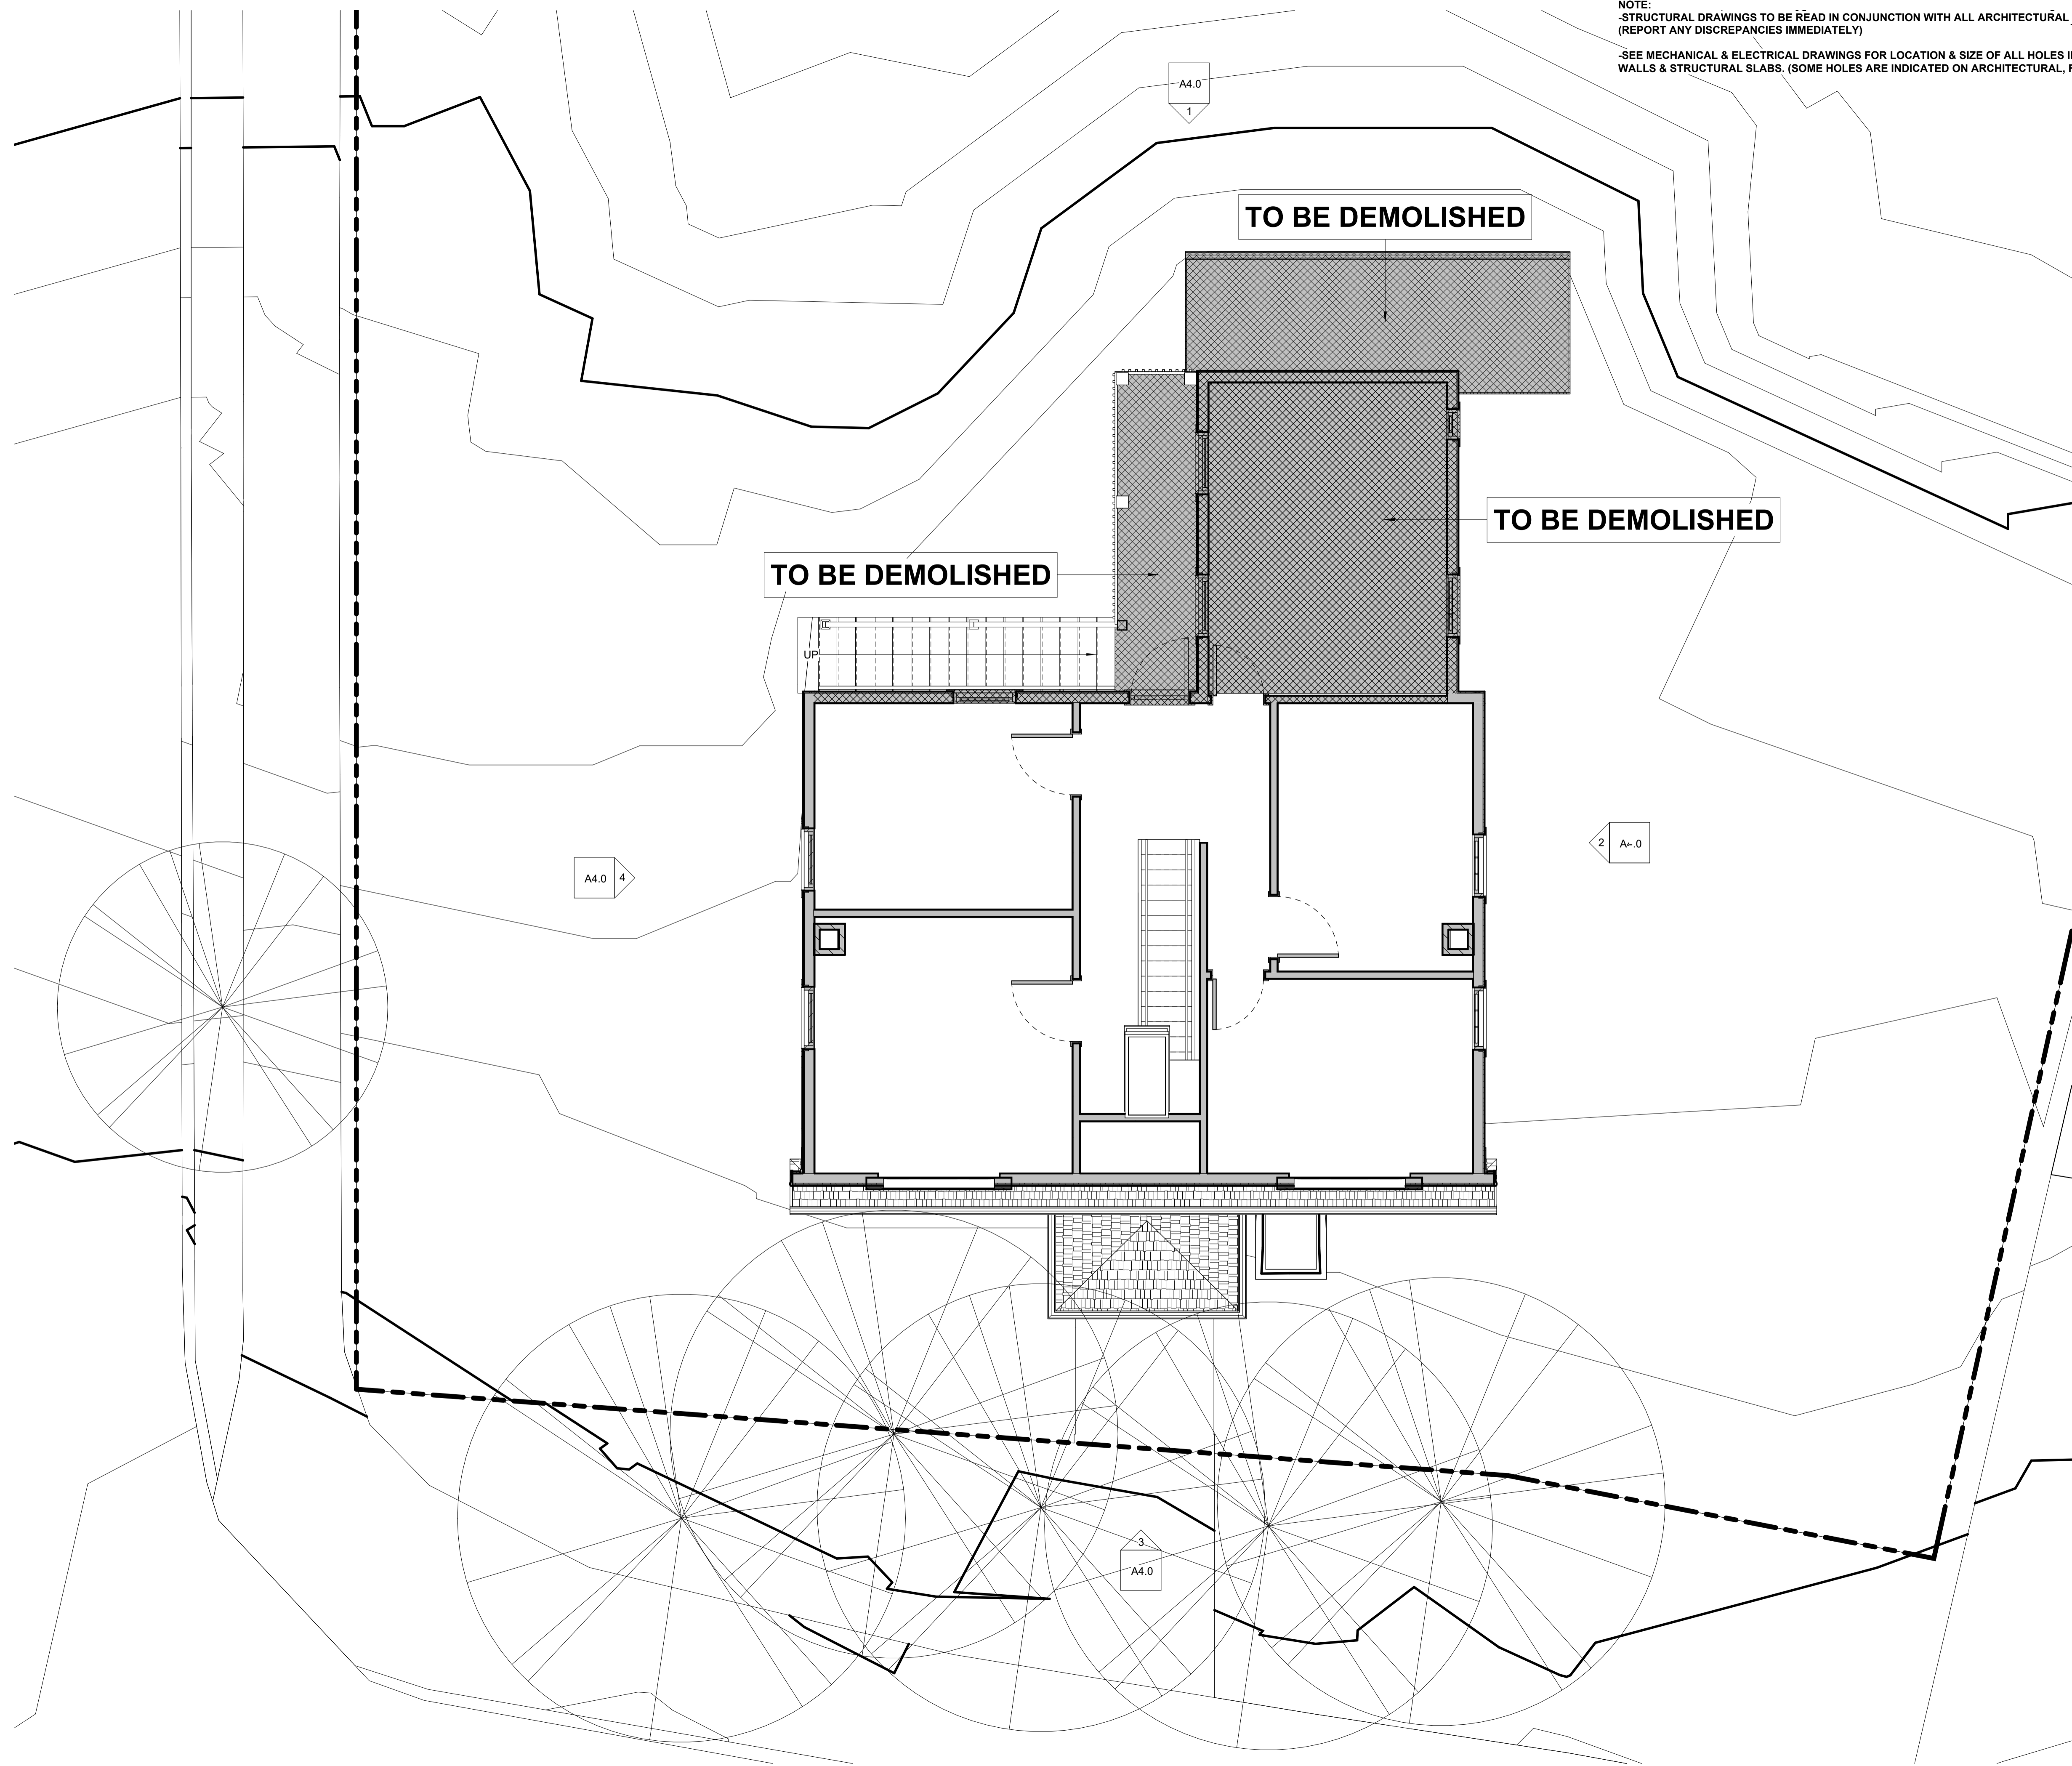 NOTE:
-STRUCTURAL DRAWINGS TO BE READ IN CONJUNCTION WITH ALL ARCHITECTURAL
(REPORT ANY DISCREPANCIES IMMEDIATELY)
-SEE MECHANICAL & ELECTRICAL DRAWINGS FOR LOCATION & SIZE OF ALL HOLES
WALLS & STRUCTURAL SLABS. (SOME HOLES ARE INDICATED ON ARCHITECTURAL,
A4.0
1
TO BE DEMOLISHED
TO BE DEMOLISHED
TO BE DEMOLISHED
UP
2
A4.0
A4.0
4
3
A4.0